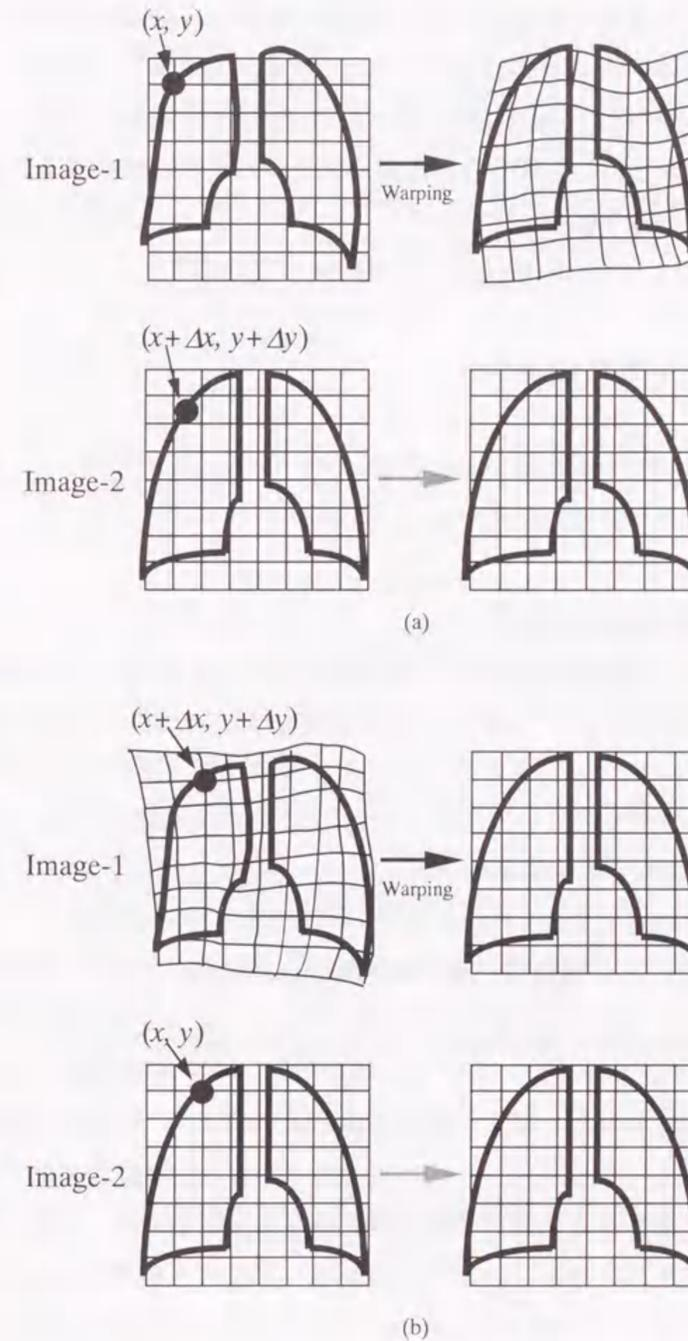 (x, y)
Image-1
Warping
(x+Δx, y+Δy)
Image-2
(a)
(x+Δx, y+Δy)
Image-1
Warping
(x, y)
Image-2
(b)